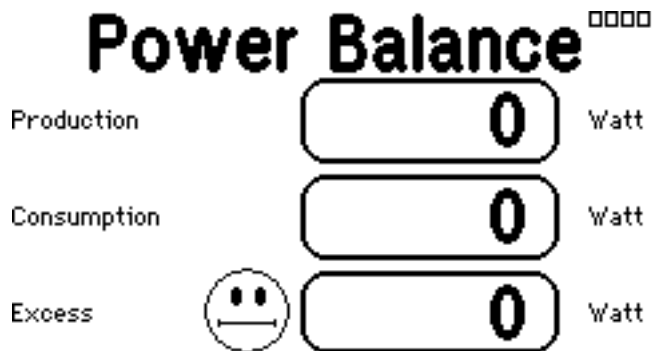 Power Balance
Production 0 Watt
Consumption 0 Watt
Excess 0 Watt